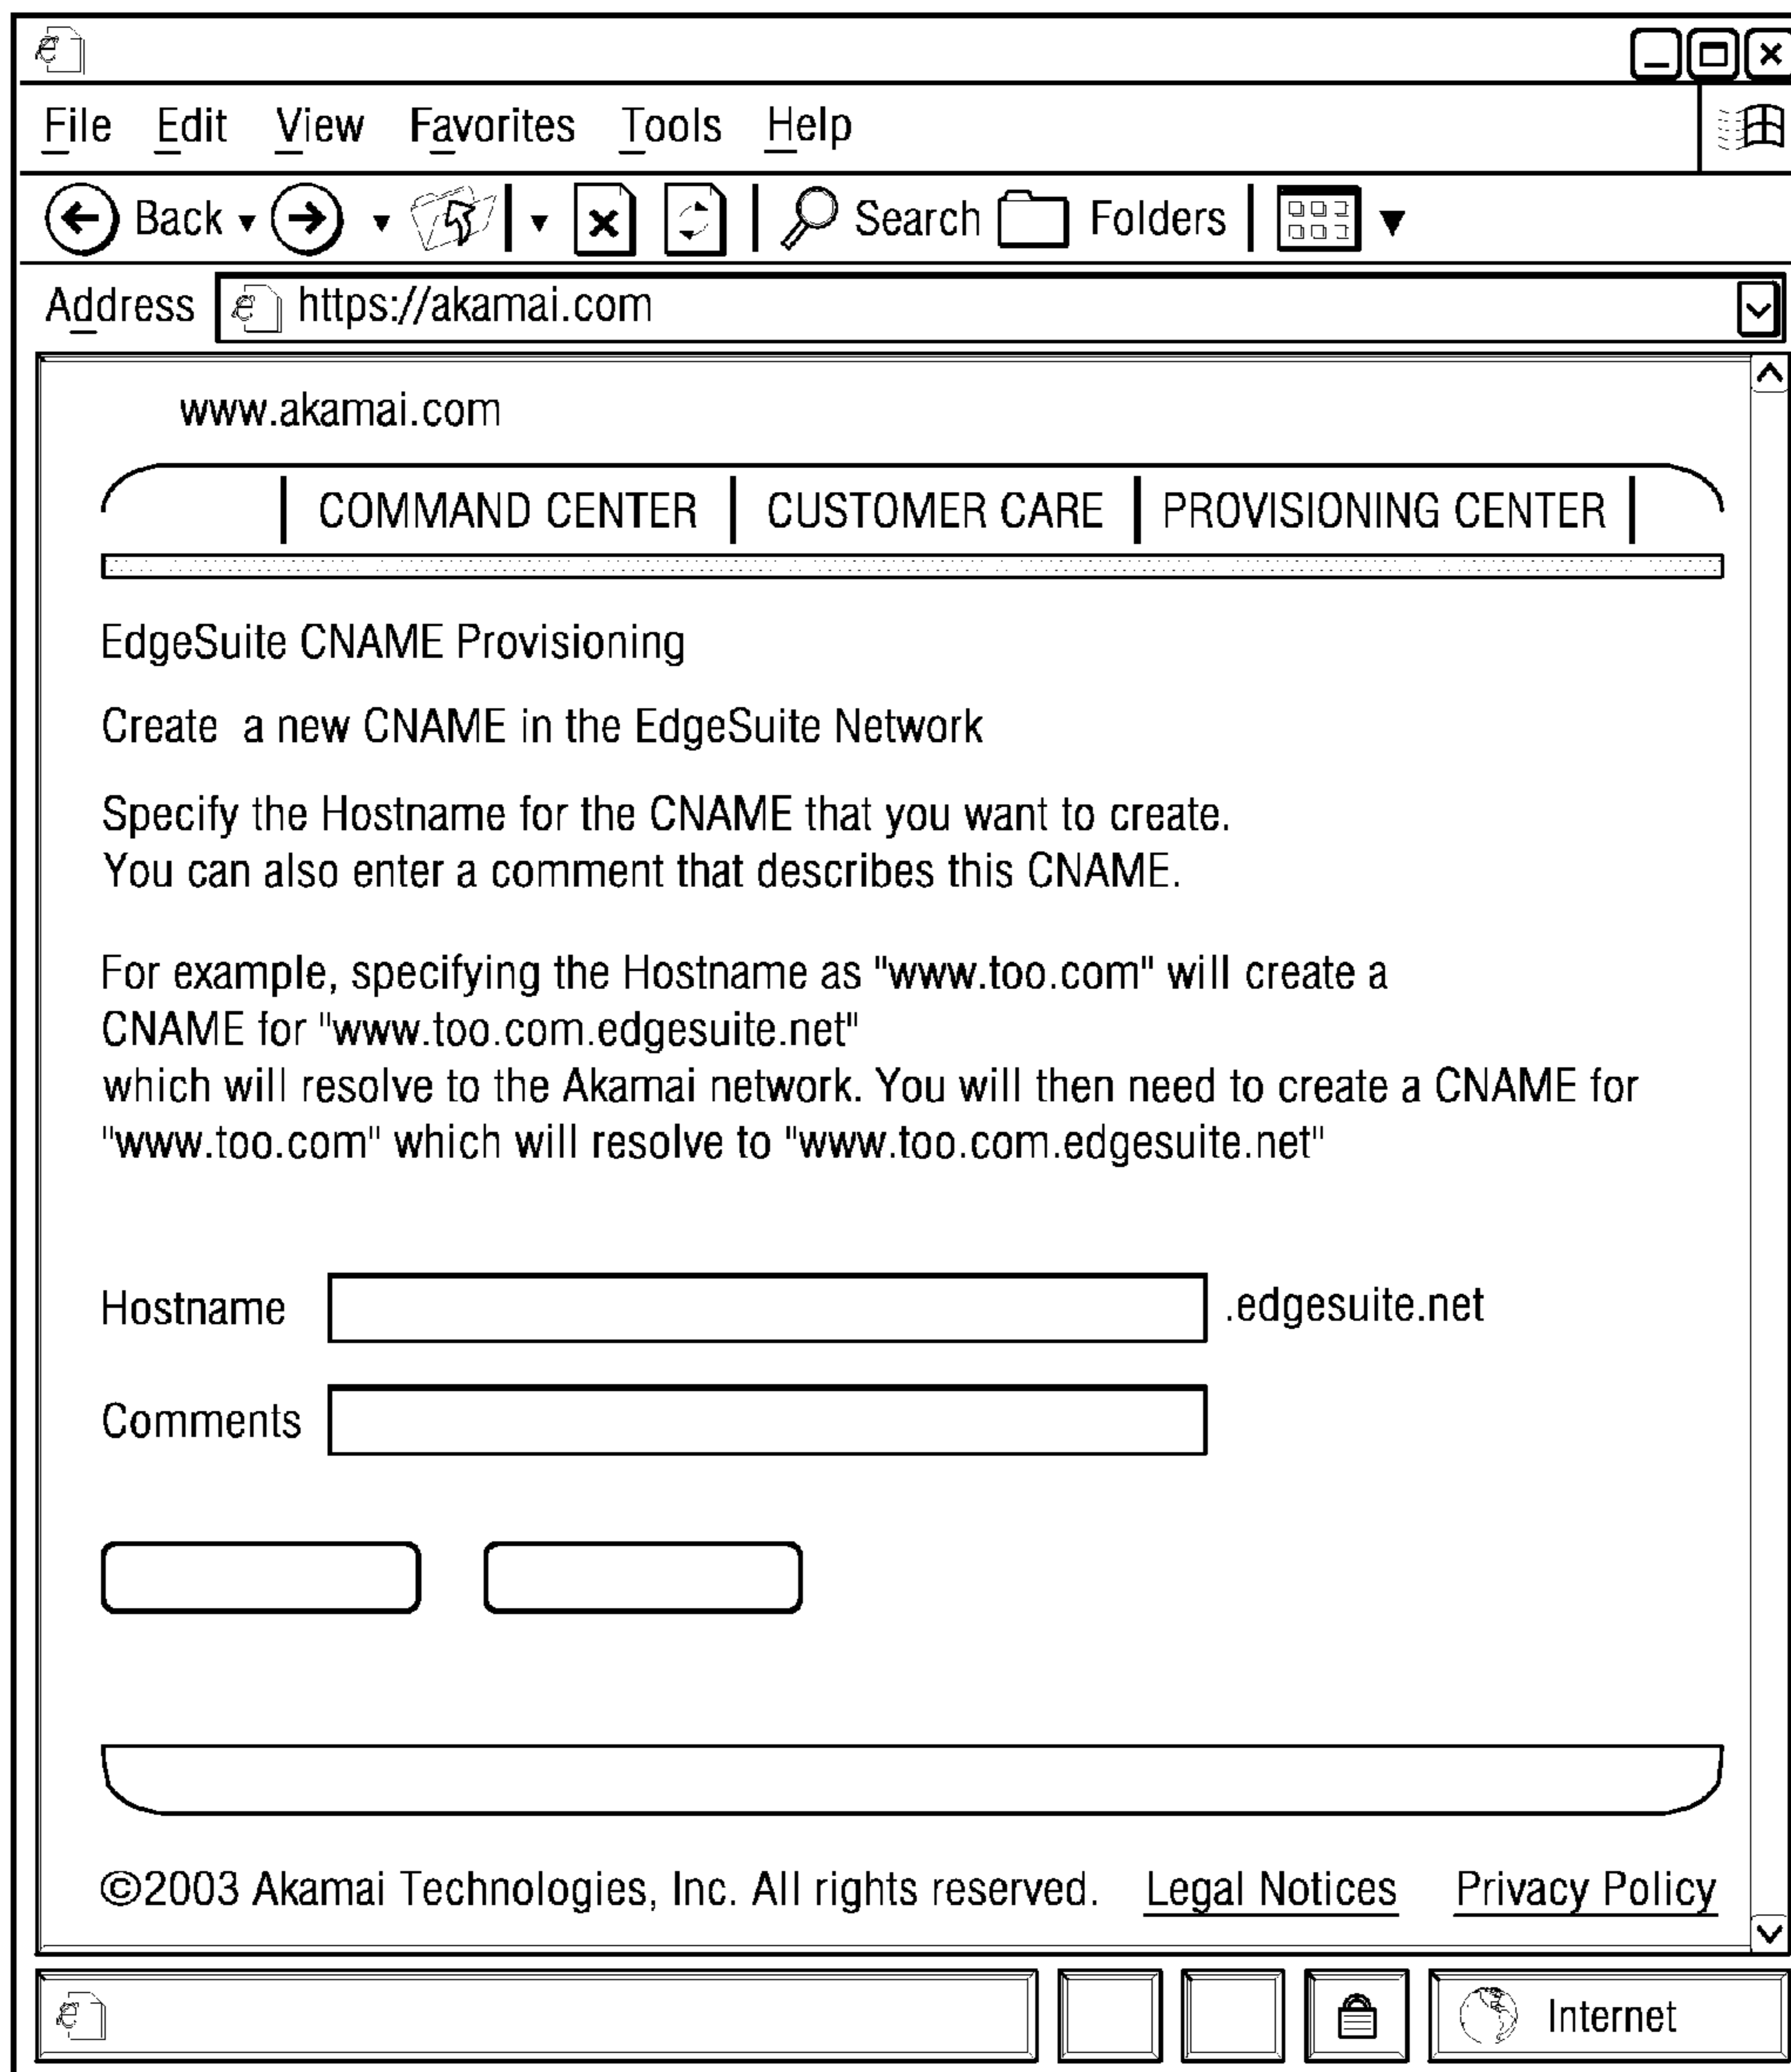 File Edit View Favorites Tools Help
Back Search Folders
Address https://akamai.com
www.akamai.com
COMMAND CENTER CUSTOMER CARE PROVISIONING CENTER
EdgeSuite CNAME Provisioning
Create a new CNAME in the EdgeSuite Network
Specify the Hostname for the CNAME that you want to create.
You can also enter a comment that describes this CNAME.
For example, specifying the Hostname as "www.too.com" will create a
CNAME for "www.too.com.edgesuite.net"
which will resolve to the Akamai network. You will then need to create a CNAME for
"www.too.com" which will resolve to "www.too.com.edgesuite.net"
Hostname .edgesuite.net
Comments
©2003 Akamai Technologies, Inc. All rights reserved. Legal Notices Privacy Policy
Internet